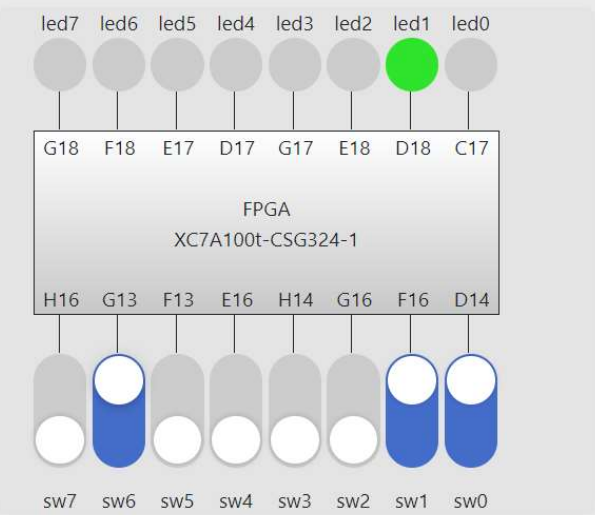 led7 led6 led5 led4 led3 led2 led1 led0
G18 F18 E17 D17 G17 E18 D18 C17
FPGA
XC7A100t-CSG324-1
H16 G13 F13 E16 H14 G16 F16 D14
sw7 sw6 sw5 sw4 sw3 sw2 sw1 sw0